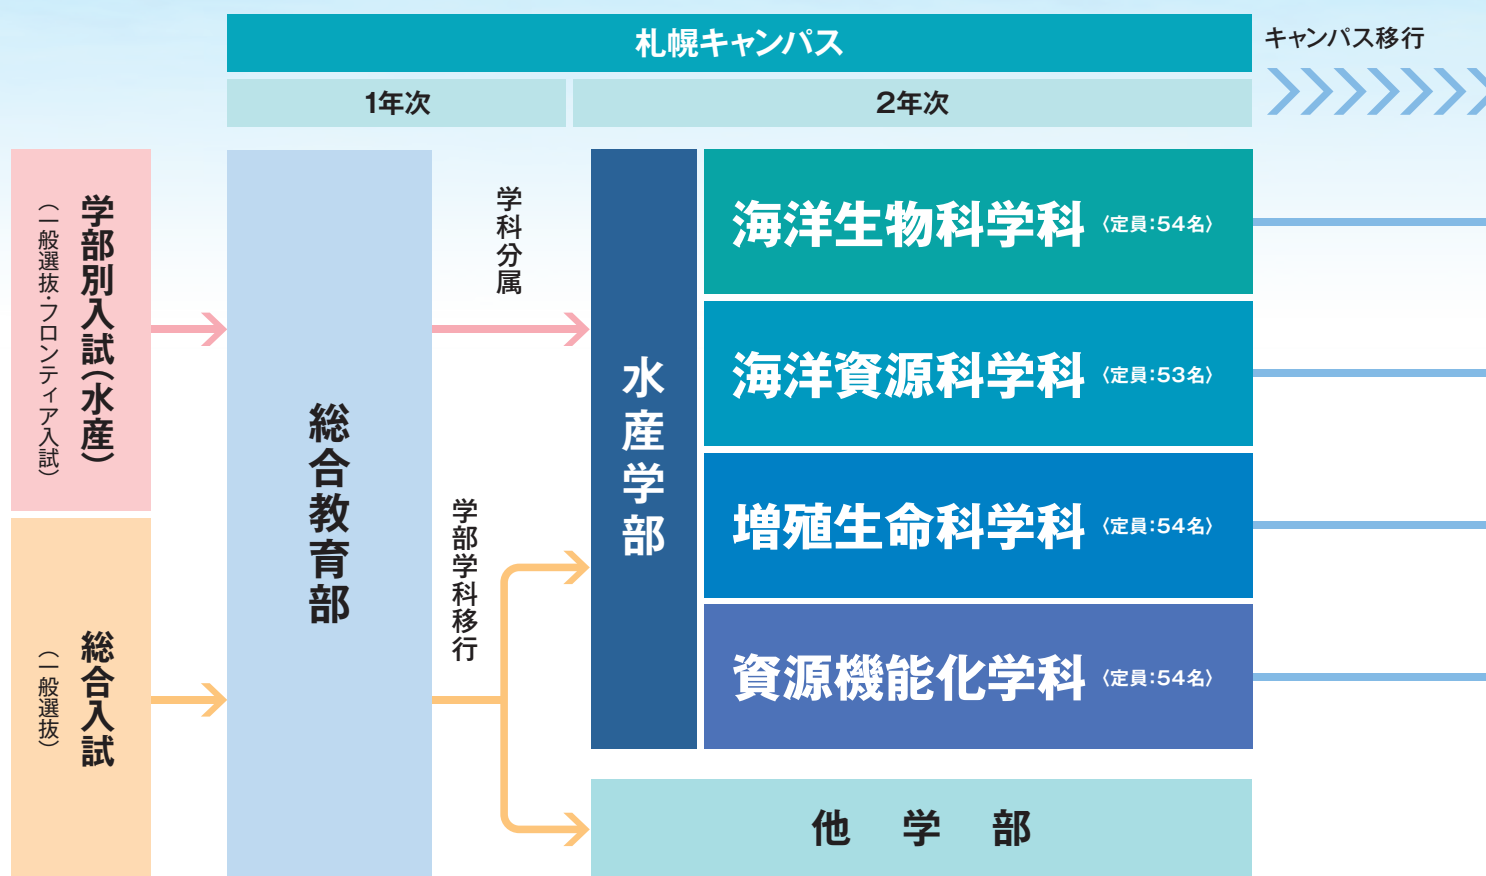 札幌キャンパス
キャンパス移行
1年次
2年次
学部別入試(水産)
(一般選抜・フロンティア入試)
総合入試
(一般選抜)
総合教育部
学科分属
学部学科移行
水産学部
海洋生物科学科〈定員:54名〉
海洋資源科学科〈定員:53名〉
増殖生命科学科〈定員:54名〉
資源機能化学科〈定員:54名〉
他学部